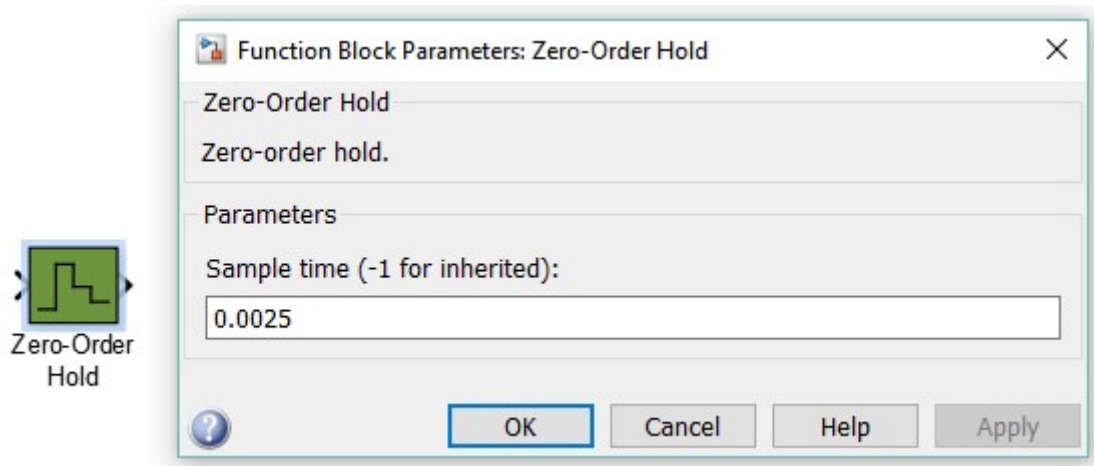 Function Block Parameters: Zero-Order Hold
Zero-Order Hold
Zero-order hold.
Parameters
Sample time (-1 for inherited):
0.0025
Zero-Order
Hold
?
OK
Cancel
Help
Apply